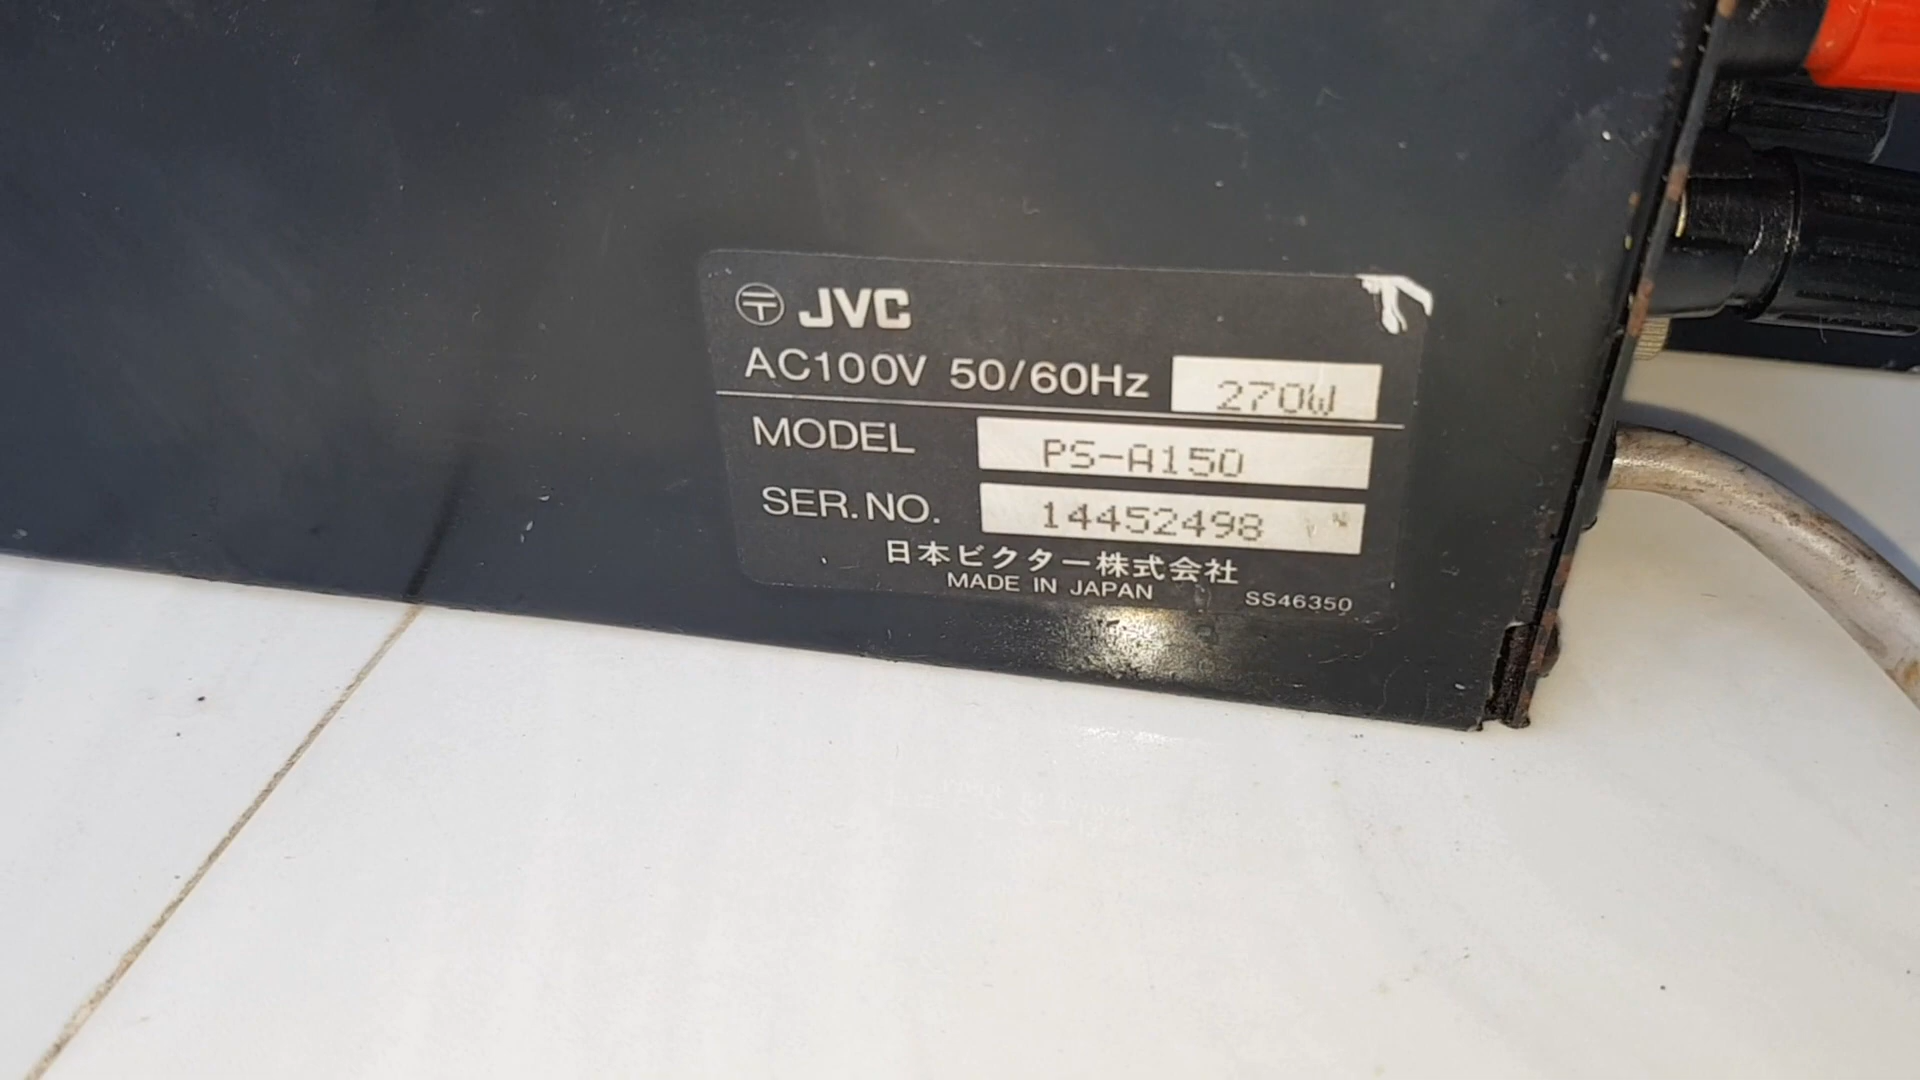 〒 JVC
AC100V 50/60Hz 270W
MODEL PS-A150
SER.NO. 14452498
日本ビクター株式会社
MADE IN JAPAN SS46350